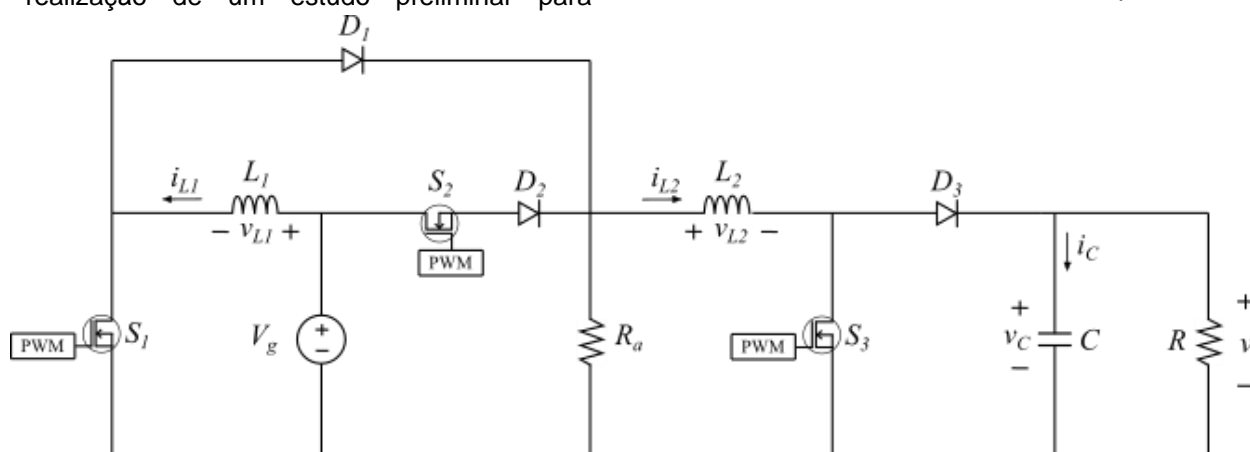 realização de um estudo preliminar para
D1
iL1
L1
S2
D2
iL2
L2
D3
− vL1 +
+ vL2 −
iC
PWM
PWM
S1
Vg
+
−
Ra
PWM
S3
+
vC
−
C
R
+
v
−